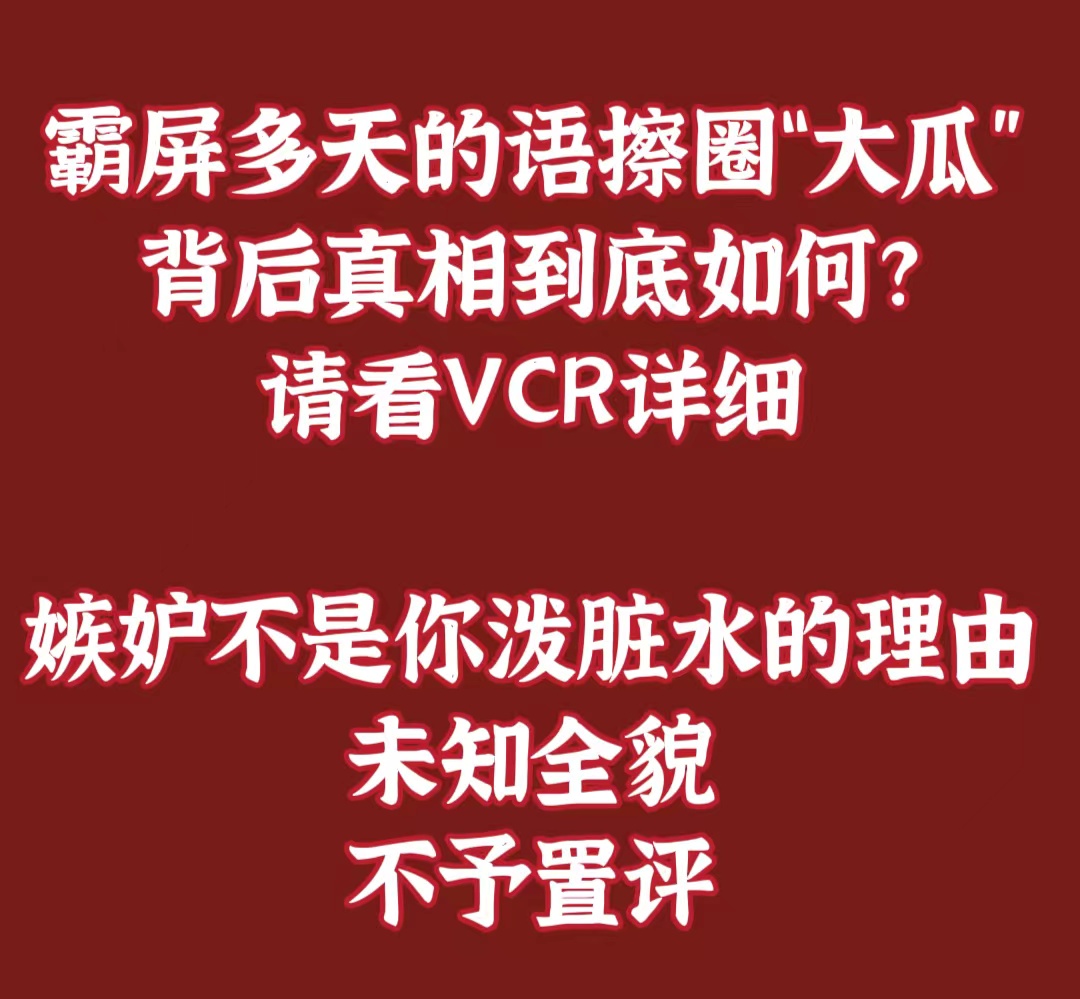 霸屏多天的语擦圈“大瓜”
背后真相到底如何?
请看VCR详细
嫉妒不是你泼脏水的理由
未知全貌
不予置评